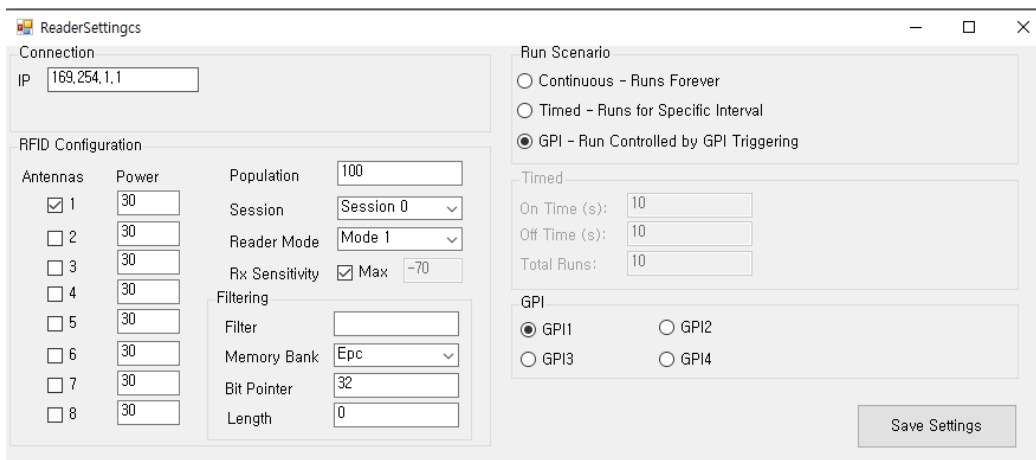 ReaderSettingcs
Connection
IP 169,254,1,1
RFID Configuration
Antennas Power
1 30
2 30
3 30
4 30
5 30
6 30
7 30
8 30
Population 100
Session Session 0
Reader Mode Mode 1
Rx Sensitivity Max -70
Filtering
Filter
Memory Bank Epc
Bit Pointer 32
Length 0
Run Scenario
Continuous - Runs Forever
Timed - Runs for Specific Interval
GPI - Run Controlled by GPI Triggering
Timed
On Time (s): 10
Off Time (s): 10
Total Runs: 10
GPI
GPI1 GPI2
GPI3 GPI4
Save Settings